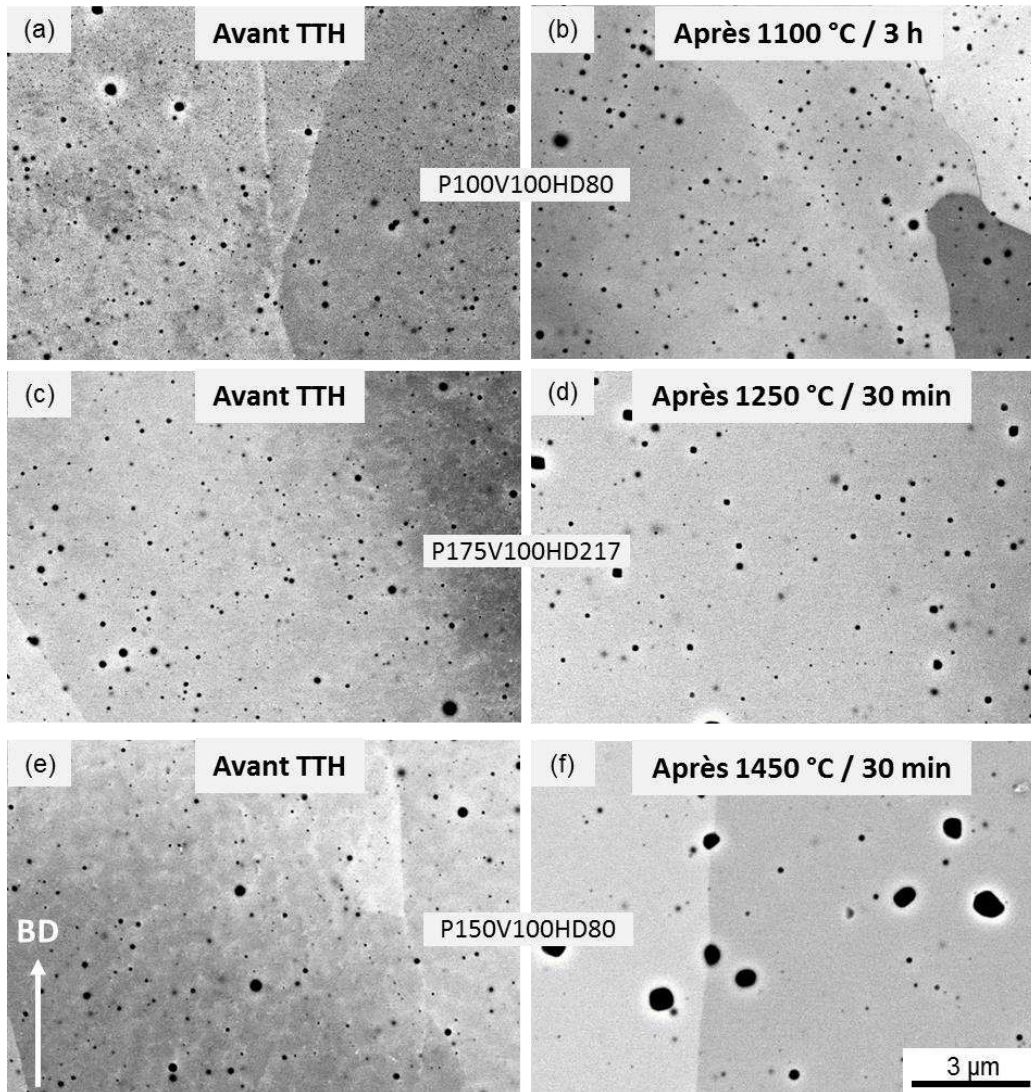 (a)
Avant TTH
(b)
Après 1100 °C / 3 h
P100V100HD80
(c)
Avant TTH
(d)
Après 1250 °C / 30 min
P175V100HD217
(e)
Avant TTH
(f)
Après 1450 °C / 30 min
P150V100HD80
BD
3 µm